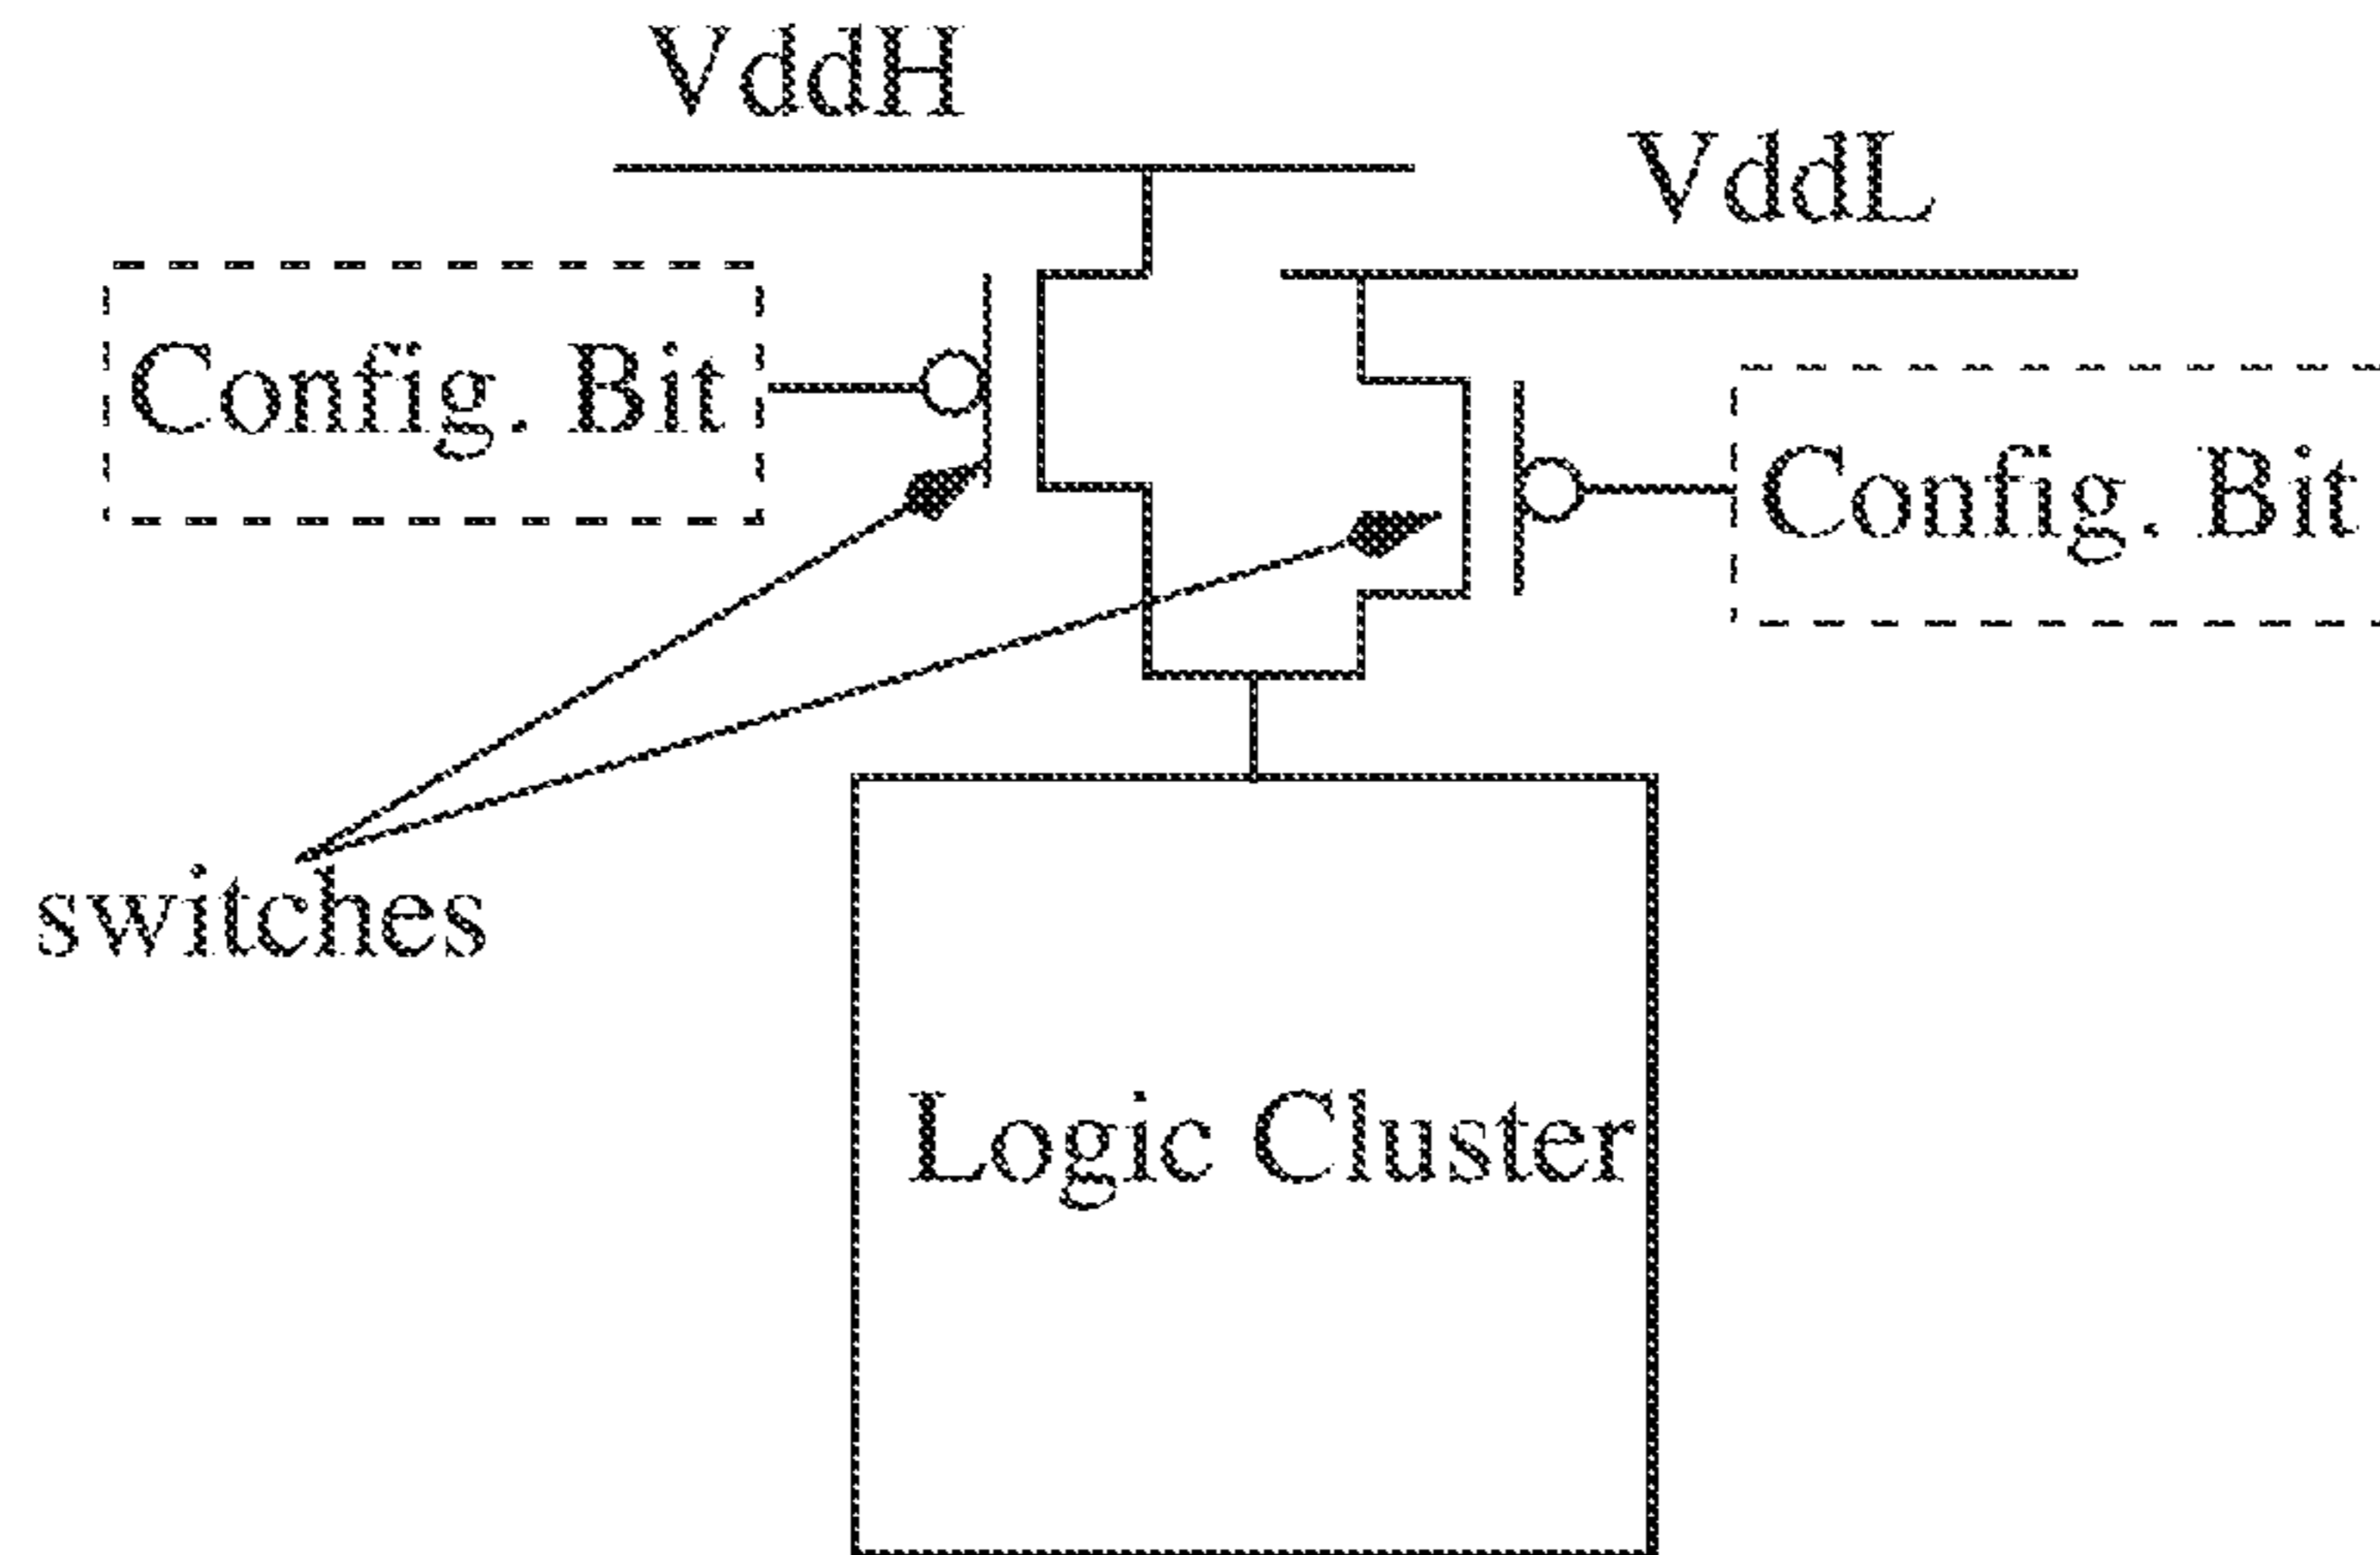 VddH
VddL
Config. Bit
Config. Bit
switches
Logic Cluster